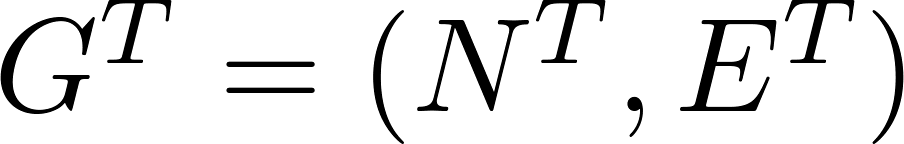 G^T = (N^T, E^T)